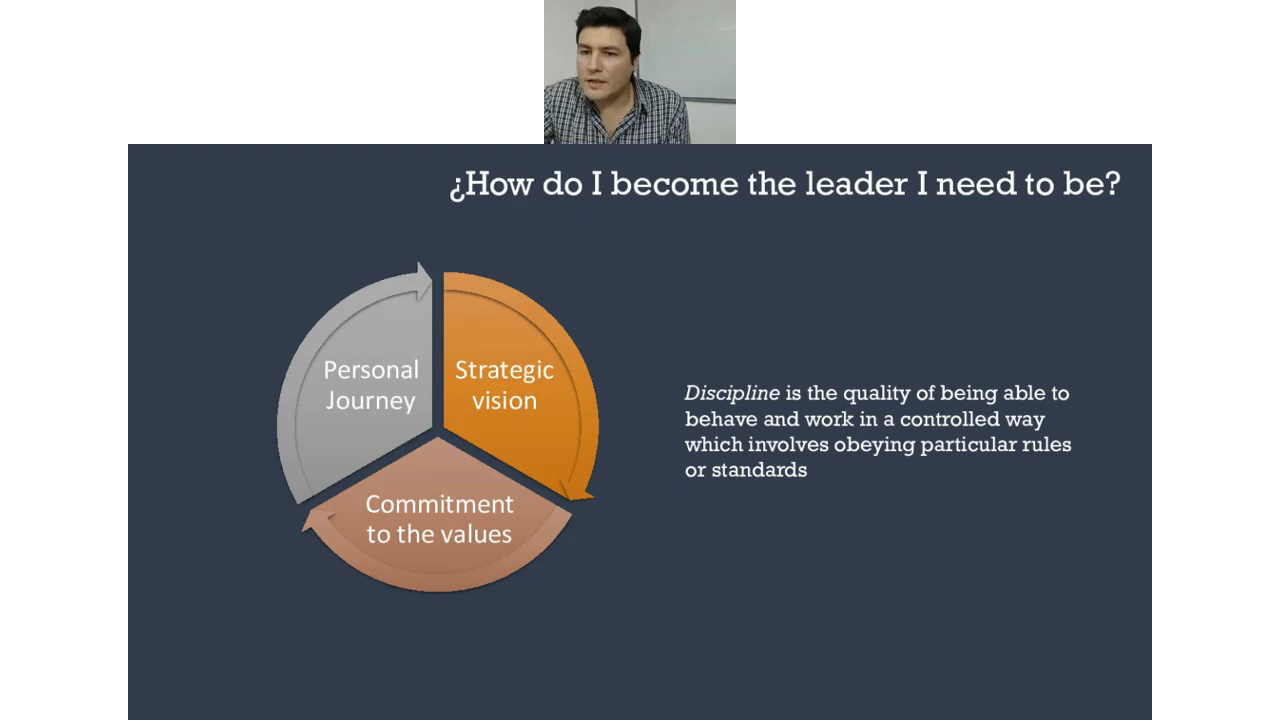 ¿How do I become the leader I need to be?
Personal
Journey
Strategic
vision
Commitment
to the values
Discipline is the quality of being able to
behave and work in a controlled way
which involves obeying particular rules
or standards